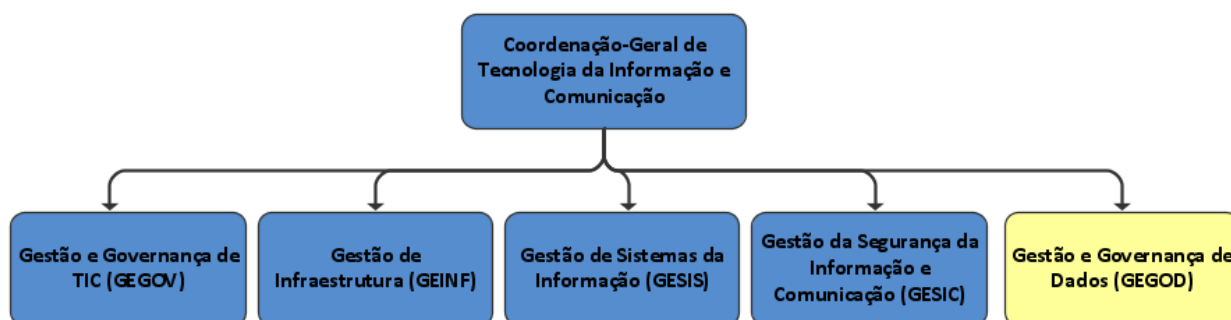 Coordenação-Geral de
Tecnologia da Informação e
Comunicação
Gestão e Governança de
TIC (GEGOV)
Gestão de
Infraestrutura (GEINF)
Gestão de Sistemas da
Informação (GESIS)
Gestão da Segurança da
Informação e
Comunicação (GESIC)
Gestão e Governança de
Dados (GEGOD)